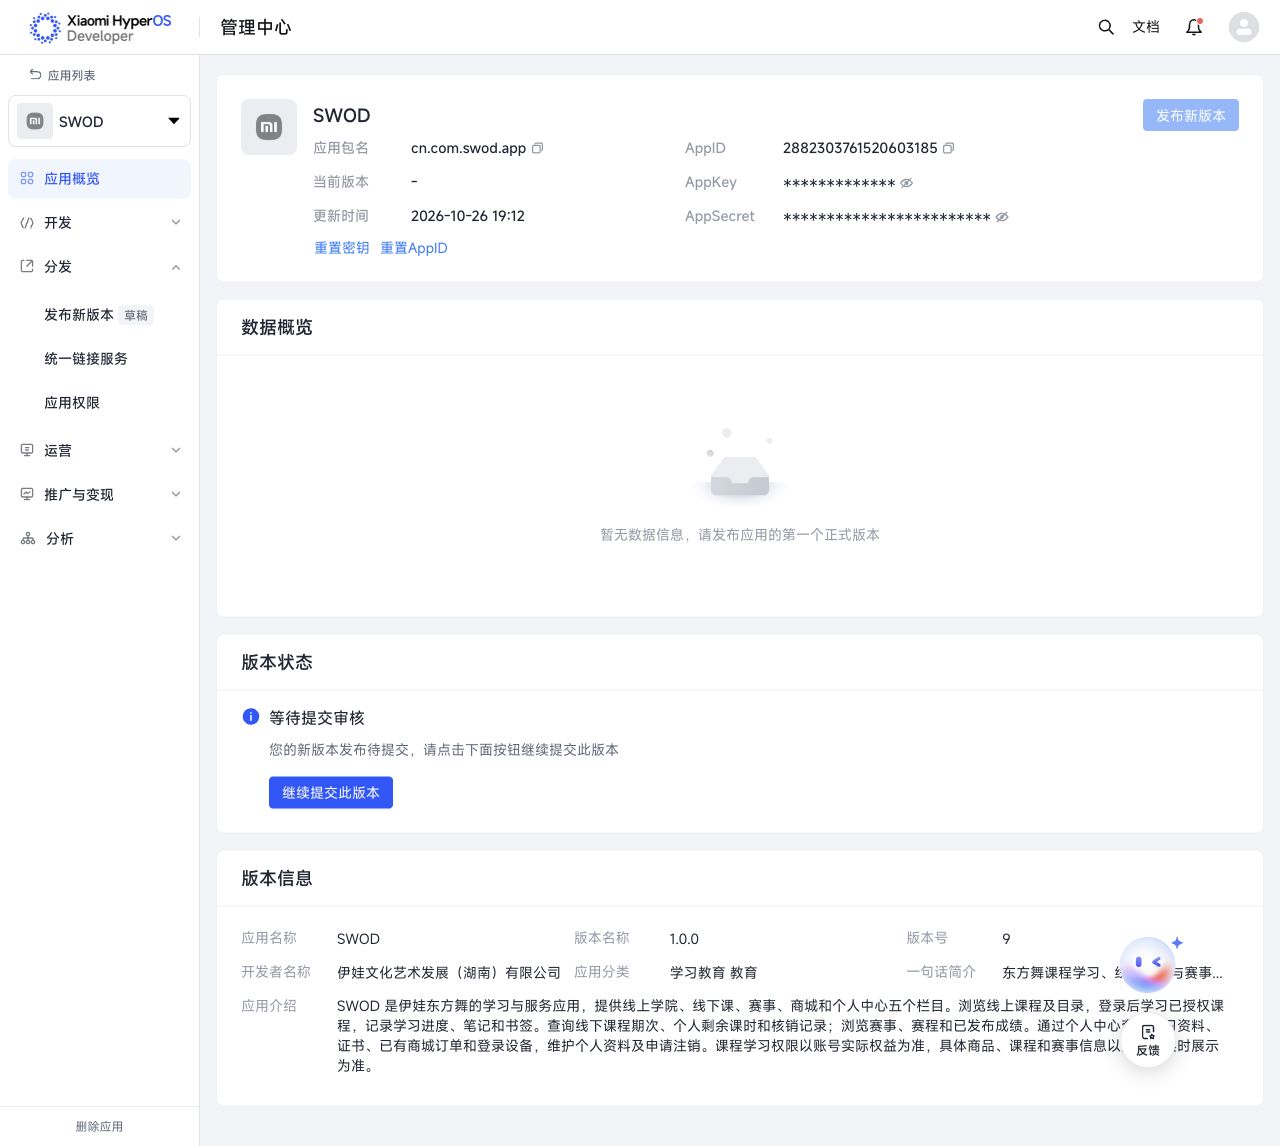 Xiaomi HyperOS
Developer
管理中心
文档
应用列表
SWOD
应用概览
开发
分发
发布新版本 草稿
统一链接服务
应用权限
运营
推广与变现
分析
删除应用
mi
SWOD
发布新版本
应用包名 cn.com.swod.app AppID 2882303761520603185
当前版本 - AppKey *************
更新时间 2026-10-26 19:12 AppSecret ************************
重置密钥 重置AppID
数据概览
暂无数据信息，请发布应用的第一个正式版本
版本状态
等待提交审核
您的新版本发布待提交，请点击下面按钮继续提交此版本
继续提交此版本
版本信息
应用名称 SWOD 版本名称 1.0.0 版本号 9
开发者名称 伊娃文化艺术发展（湖南）有限公司 应用分类 学习教育 教育 一句话简介 东方舞课程学习、 与赛事...
应用介绍 SWOD 是伊娃东方舞的学习与服务应用，提供线上学院、线下课、赛事、商城和个人中心五个栏目。浏览线上课程及目录，登录后学习已授权课
程，记录学习进度、笔记和书签。查询线下课程期次、个人剩余课时和核销记录；浏览赛事、赛程和已发布成绩。通过个人中心 资料、
证书、已有商城订单和登录设备，维护个人资料及申请注销。课程学习权限以账号实际权益为准，具体商品、课程和赛事信息以 时展示
为准。
反馈